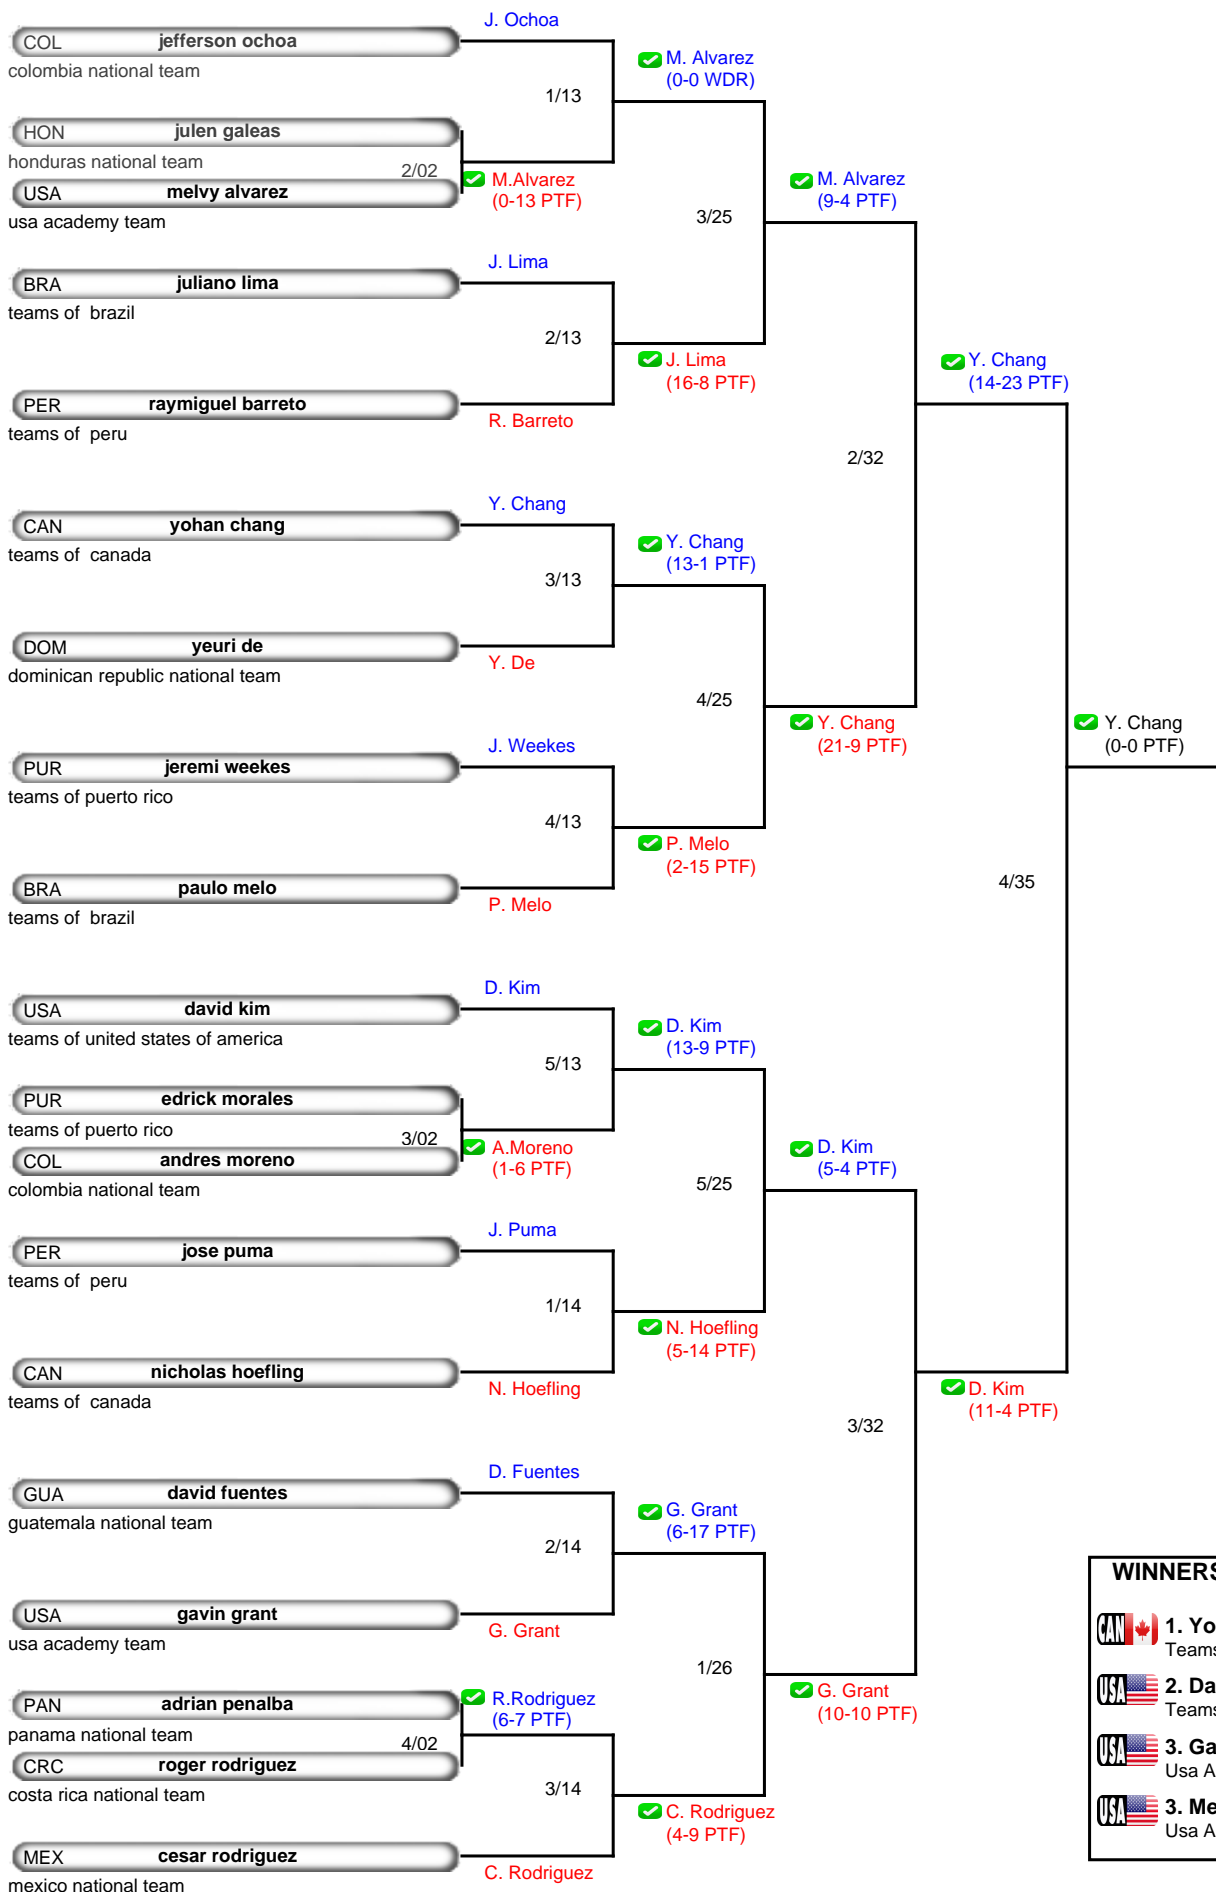 J. Ochoa
COL jefferson ochoa
colombia national team
M. Alvarez
(0-0 WDR)
1/13
HON julen galeas
honduras national team
2/02
USA melvy alvarez
M.Alvarez
(0-13 PTF)
usa academy team
M. Alvarez
(9-4 PTF)
3/25
J. Lima
BRA juliano lima
teams of  brazil
2/13
J. Lima
(16-8 PTF)
Y. Chang
(14-23 PTF)
PER raymiguel barreto
R. Barreto
teams of  peru
2/32
Y. Chang
CAN yohan chang
teams of  canada
Y. Chang
(13-1 PTF)
3/13
DOM yeuri de
Y. De
dominican republic national team
4/25
Y. Chang
(21-9 PTF)
Y. Chang
(0-0 PTF)
J. Weekes
PUR jeremi weekes
teams of puerto rico
4/13
P. Melo
(2-15 PTF)
BRA paulo melo
P. Melo
teams of  brazil
4/35
D. Kim
USA david kim
teams of united states of america
D. Kim
(13-9 PTF)
5/13
PUR edrick morales
teams of puerto rico
3/02
COL andres moreno
A.Moreno
(1-6 PTF)
colombia national team
D. Kim
(5-4 PTF)
5/25
J. Puma
PER jose puma
teams of  peru
1/14
N. Hoefling
(5-14 PTF)
CAN nicholas hoefling
N. Hoefling
teams of  canada
D. Kim
(11-4 PTF)
3/32
D. Fuentes
GUA david fuentes
guatemala national team
G. Grant
(6-17 PTF)
2/14
USA gavin grant
G. Grant
usa academy team
1/26
G. Grant
(10-10 PTF)
PAN adrian penalba
R.Rodriguez
(6-7 PTF)
panama national team
4/02
CRC roger rodriguez
costa rica national team
3/14
C. Rodriguez
(4-9 PTF)
MEX cesar rodriguez
C. Rodriguez
mexico national team
WINNERS
CAN 1. Yo
Teams
USA 2. Da
Teams
USA 3. Ga
Usa A
USA 3. Me
Usa A